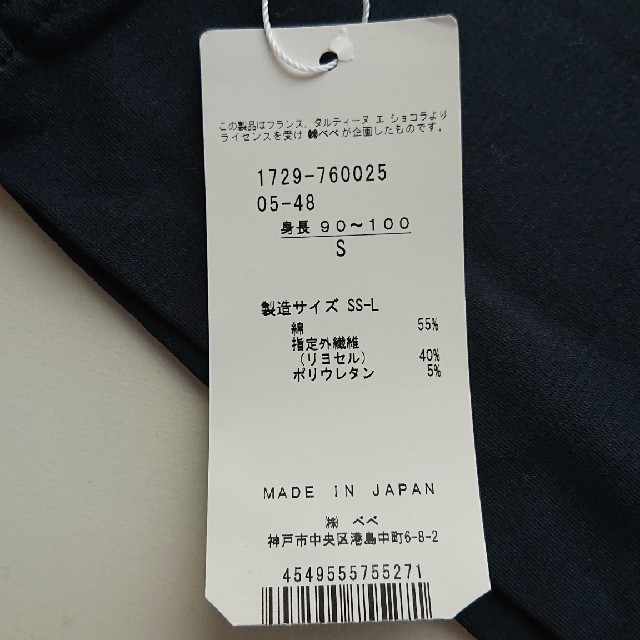 この製品はフランス、タルティーヌ エ ショコラより
ライセンスを受け ㈱べべが企画したものです。
1729-760025
05-48
身長 90～100
S
製造サイズ SS-L
綿 55%
指定外繊維
(リヨセル) 40%
ポリウレタン 5%
MADE IN JAPAN
㈱ べべ
神戸市中央区港島中町6-8-2
4549555755271